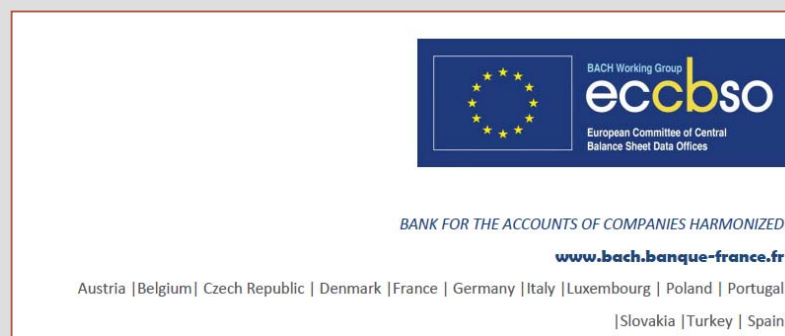 BACH Working Group
eccbso
European Committee of Central
Balance Sheet Data Offices
BANK FOR THE ACCOUNTS OF COMPANIES HARMONIZED
www.bach.banque-france.fr
Austria |Belgium| Czech Republic | Denmark |France | Germany |Italy |Luxembourg | Poland | Portugal
|Slovakia |Turkey | Spain